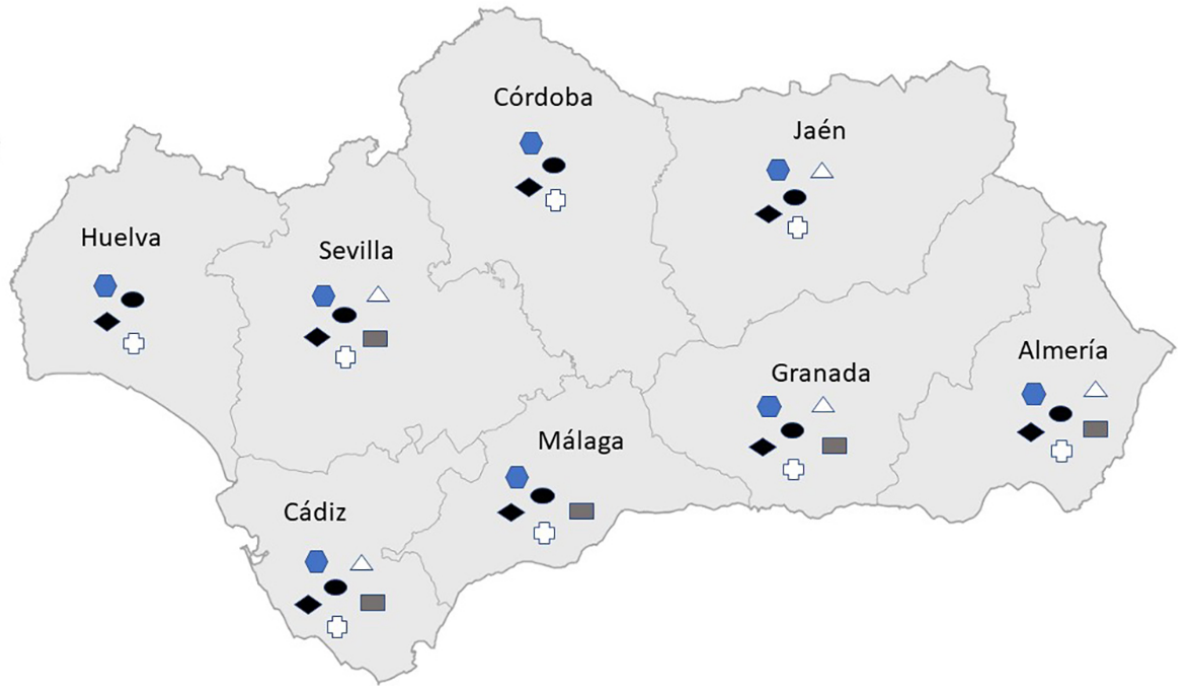 Córdoba
Jaén
Huelva
Sevilla
Almería
Granada
Málaga
Cádiz